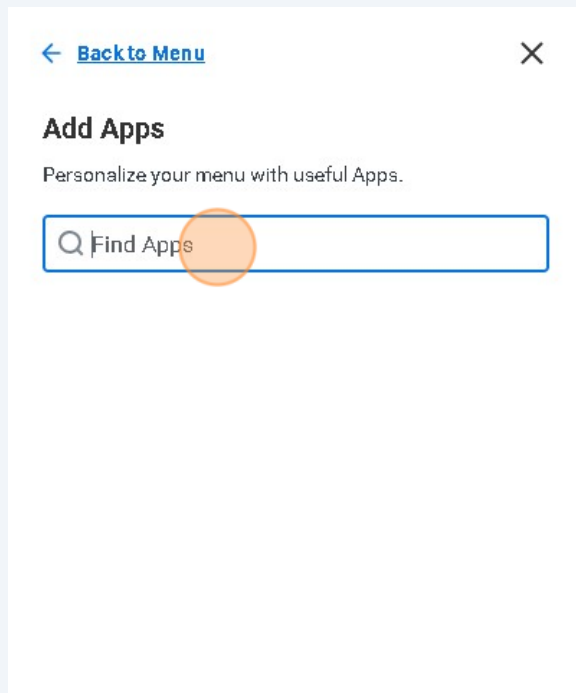 Back to Menu
Add Apps
Personalize your menu with useful Apps.
Find Apps